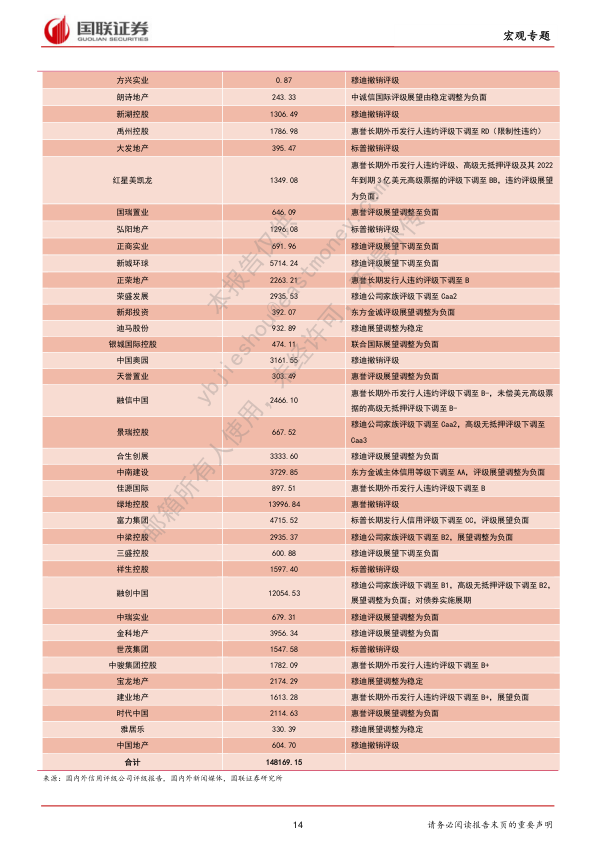 国联证券
GUOLIAN SECURITIES
宏观专题
方兴实业 0.87 穆迪撤销评级
朗诗地产 243.33 中诚信国际评级展望由稳定调整为负面
新湖控股 1306.49 穆迪撤销评级
禹州控股 1786.98 惠誉长期外币发行人违约评级下调至 RD（限制性违约）
大发地产 395.47 标普撤销评级
惠誉长期外币发行人违约评级、高级无抵押评级及其 2022
红星美凯龙 1349.08 年到期 3 亿美元高级票据的评级下调至 BB，违约评级展望
为负面。
国瑞置业 646.09 惠誉评级展望调整至负面
弘阳地产 1296.08 标普撤销评级
正商实业 691.96 穆迪评级展望下调至负面
新城环球 5714.24 穆迪评级展望下调至负面
正荣地产 2263.21 惠誉长期发行人违约评级下调至 B
荣盛发展 2935.53 穆迪公司家族评级下调至 Caa2
新郑投资 392.07 东方金诚评级展望调整为负面
迪马股份 932.89 穆迪展望调整为稳定
银城国际控股 474.11 联合国际展望调整为负面
中国奥园 3161.55 穆迪撤销评级
天誉置业 303.49 惠誉评级展望调整为负面
融信中国 2466.10 惠誉长期外币发行人违约评级下调至 B-，未偿美元高级票
据的高级无抵押评级下调至 B-
景瑞控股 667.52 穆迪公司家族评级下调至 Caa2，高级无抵押评级下调至
Caa3
合生创展 3333.60 穆迪评级展望调整为负面
中南建设 3729.85 东方金诚主体信用等级下调至 AA，评级展望调整为负面
佳源国际 897.51 惠誉长期外币发行人违约评级下调至 B
绿地控股 13996.84 惠誉撤销评级
富力集团 4715.52 标普长期发行人信用评级下调至 CC，评级展望负面
中梁控股 2935.37 穆迪公司家族评级下调至 B2，展望调整为负面
三盛控股 600.88 穆迪评级展望下调至负面
祥生控股 1597.40 标普撤销评级
融创中国 12054.53 穆迪公司家族评级下调至 B1，高级无抵押评级下调至 B2，
展望调整为负面；对债券实施展期
中瑞实业 679.31 穆迪评级展望调整为负面
金科地产 3956.34 穆迪评级展望调整为负面
世茂集团 1547.58 标普撤销评级
中骏集团控股 1782.09 惠誉长期外币发行人违约评级下调至 B+
宝龙地产 2174.29 穆迪展望调整为稳定
建业地产 1613.28 惠誉长期外币发行人违约评级下调至 B+，展望负面
时代中国 2114.63 惠誉评级展望调整为负面
雅居乐 330.39 穆迪展望调整为稳定
中国地产 604.70 穆迪撤销评级
合计 148169.15
来源：国内外信用评级公司评级报告，国内外新闻媒体，国联证券研究所
14 请务必阅读报告末页的重要声明